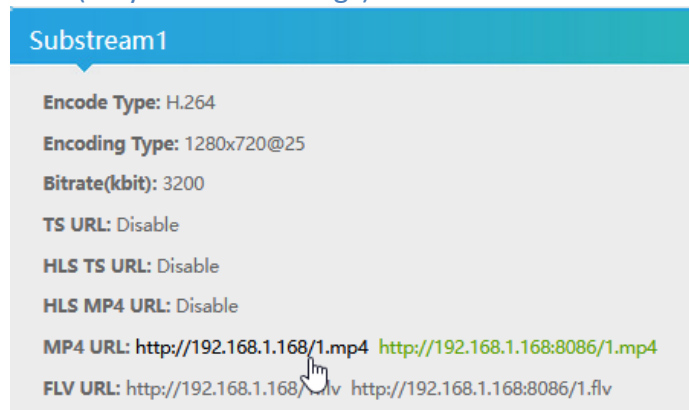 Substream1
Encode Type: H.264
Encoding Type: 1280x720@25
Bitrate(kbit): 3200
TS URL: Disable
HLS TS URL: Disable
HLS MP4 URL: Disable
MP4 URL: http://192.168.1.168/1.mp4 http://192.168.1.168:8086/1.mp4
FLV URL: http://192.168.1.168/1.flv http://192.168.1.168:8086/1.flv